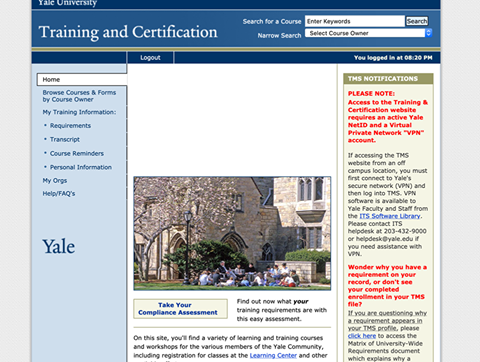 Yale University
Training and Certification
Search for a Course
Enter Keywords
Search
Narrow Search
Select Course Owner
Logout
You logged in at 08:20 PM
Home
Browse Courses & Forms
by Course Owner
My Training Information:
Requirements
Transcript
Course Reminders
Personal Information
My Orgs
Help/FAQ's
Yale
Take Your
Compliance Assessment
Find out now what your
training requirements are with
this easy assessment.
On this site, you'll find a variety of learning and training courses
and workshops for the various members of the Yale Community,
including registration for classes at the Learning Center and other
TMS NOTIFICATIONS
PLEASE NOTE:
Access to the Training &
Certification website
requires an active Yale
NetID and a Virtual
Private Network "VPN"
account.
If accessing the TMS
website from an off
campus location, you must
first connect to Yale's
secure network (VPN) and
then log into TMS. VPN
software is available to
Yale Faculty and Staff from
the ITS Software Library.
Please contact ITS
helpdesk at 203-432-9000
or helpdesk@yale.edu if
you need assistance with
VPN.
Wonder why you have a
requirement on your
record, or don't see
your completed
enrollment in your TMS
file?
If you are questioning why
a requirement appears in
your TMS profile, please
click here to access the
Matrix of University-Wide
Requirements document
which explains why a